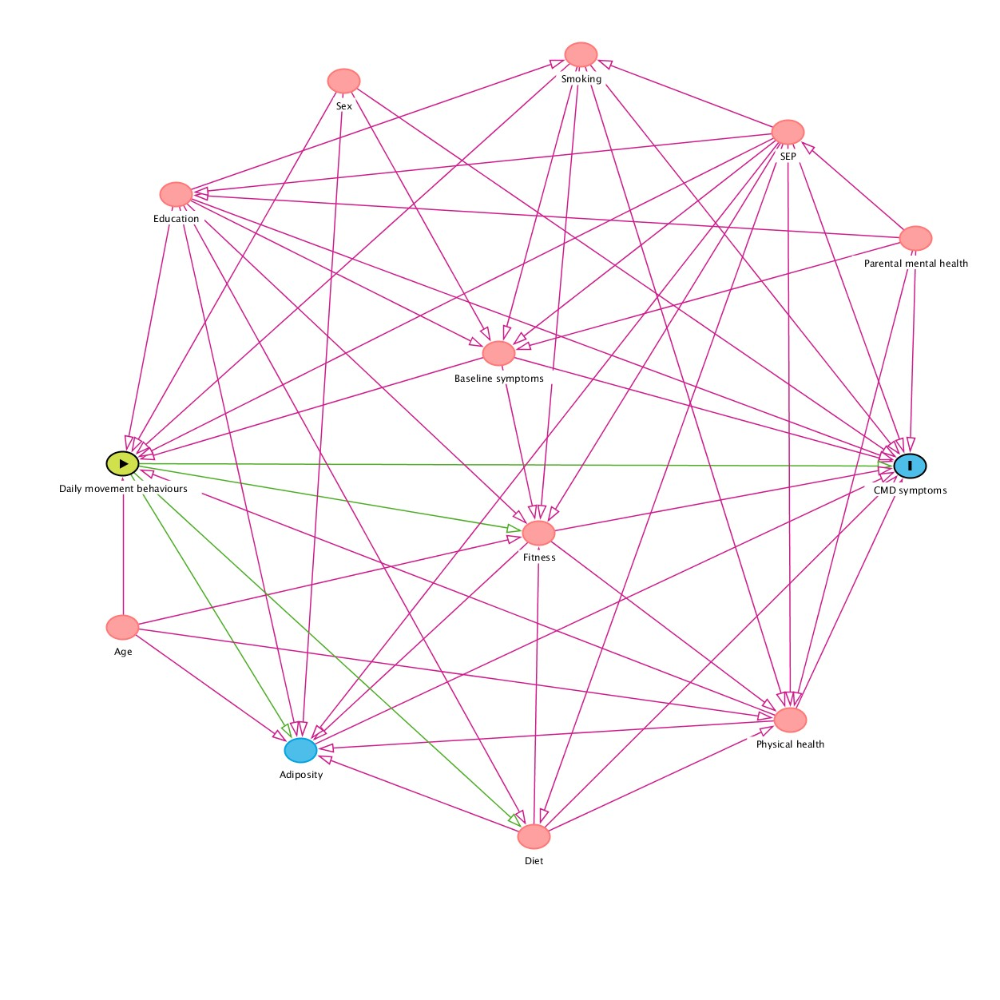 Smoking
Sex
SEP
Education
Parental mental health
Baseline symptoms
Daily movement behaviours
CMD symptoms
Fitness
Age
Physical health
Adiposity
Diet